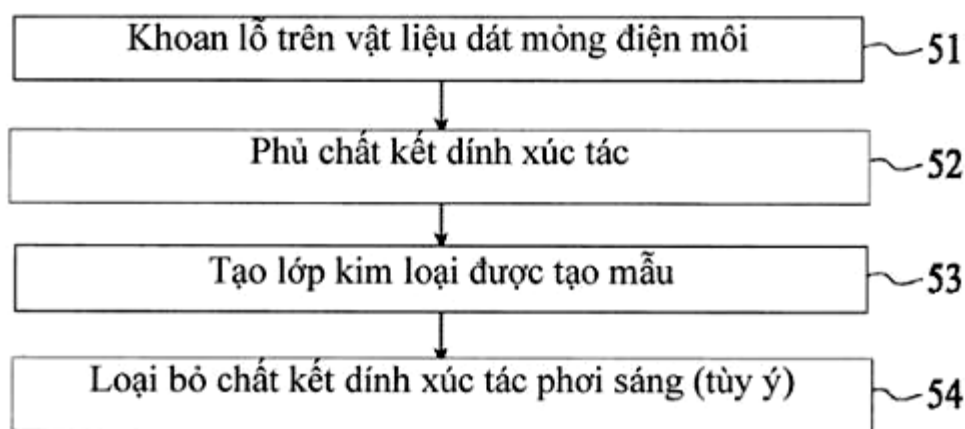 Khoan lỗ trên vật liệu dát mỏng điện môi 51
Phủ chất kết dính xúc tác 52
Tạo lớp kim loại được tạo mẫu 53
Loại bỏ chất kết dính xúc tác phơi sáng (tùy ý) 54